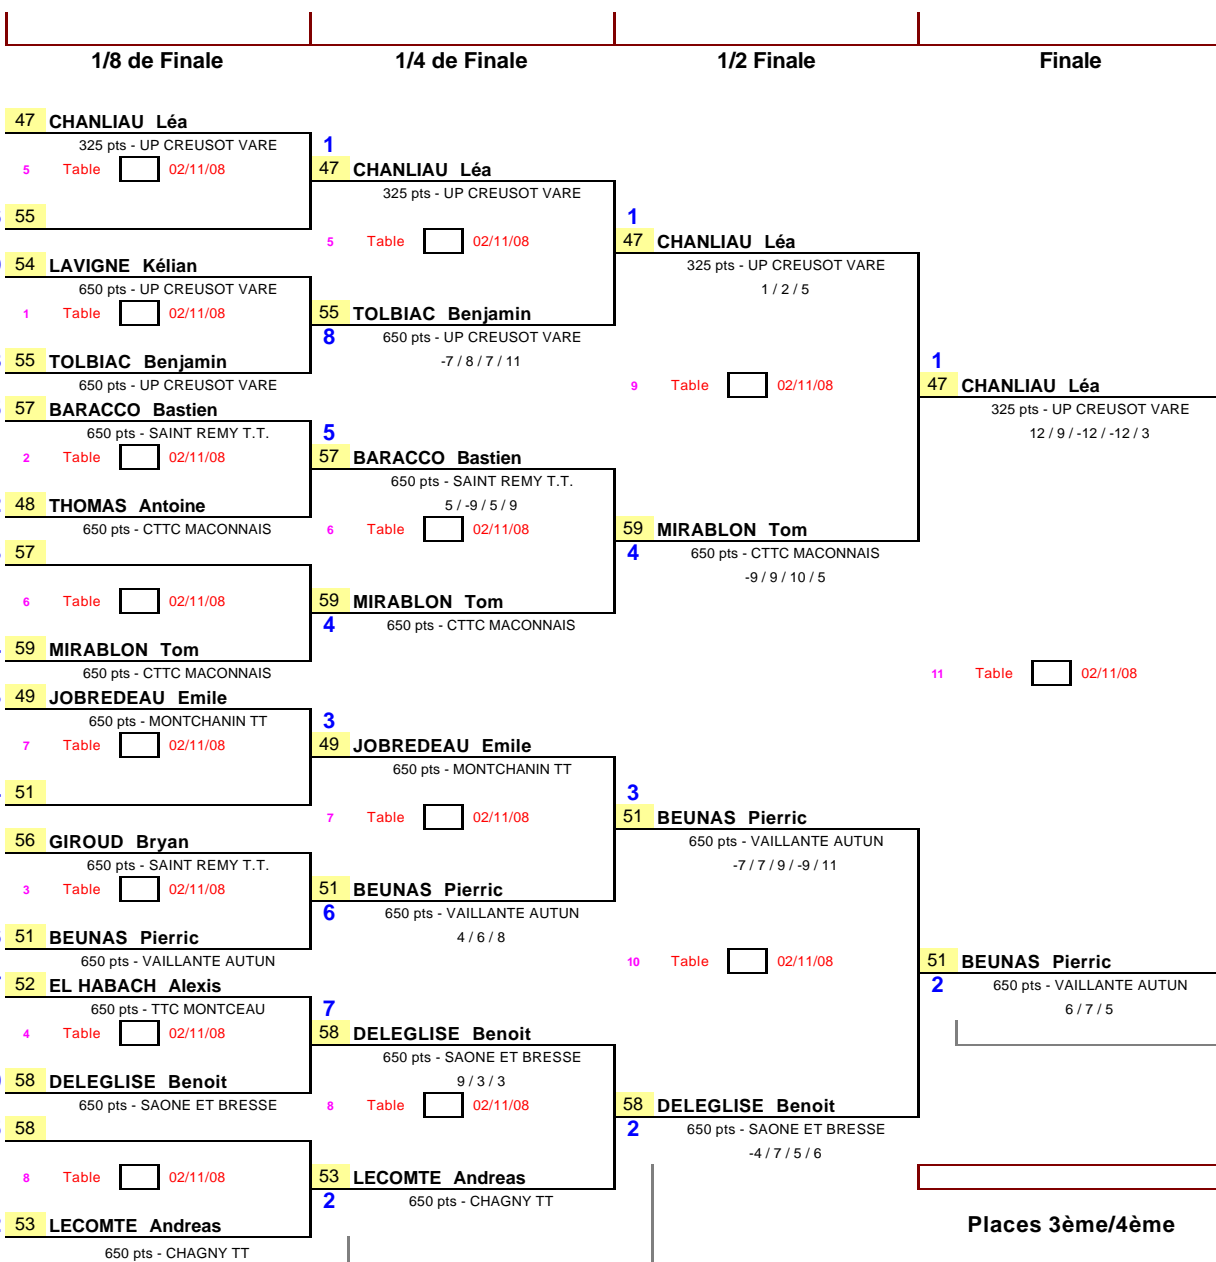 1/8 de Finale
1/4 de Finale
1/2 Finale
Finale
47 CHANLIAU Léa
325 pts - UP CREUSOT VARE
5 Table 02/11/08
55
54 LAVIGNE Kélian
650 pts - UP CREUSOT VARE
1 Table 02/11/08
55 TOLBIAC Benjamin
650 pts - UP CREUSOT VARE
57 BARACCO Bastien
650 pts - SAINT REMY T.T.
2 Table 02/11/08
48 THOMAS Antoine
650 pts - CTTC MACONNAIS
57
6 Table 02/11/08
59 MIRABLON Tom
650 pts - CTTC MACONNAIS
49 JOBREDEAU Emile
650 pts - MONTCHANIN TT
7 Table 02/11/08
51
56 GIROUD Bryan
650 pts - SAINT REMY T.T.
3 Table 02/11/08
51 BEUNAS Pierric
650 pts - VAILLANTE AUTUN
52 EL HABACH Alexis
650 pts - TTC MONTCEAU
4 Table 02/11/08
58 DELEGLISE Benoit
650 pts - SAONE ET BRESSE
58
8 Table 02/11/08
53 LECOMTE Andreas
650 pts - CHAGNY TT
1
47 CHANLIAU Léa
325 pts - UP CREUSOT VARE
5 Table 02/11/08
55 TOLBIAC Benjamin
8 650 pts - UP CREUSOT VARE
-7 / 8 / 7 / 11
5
57 BARACCO Bastien
650 pts - SAINT REMY T.T.
5 / -9 / 5 / 9
6 Table 02/11/08
59 MIRABLON Tom
4 650 pts - CTTC MACONNAIS
3
49 JOBREDEAU Emile
650 pts - MONTCHANIN TT
7 Table 02/11/08
51 BEUNAS Pierric
6 650 pts - VAILLANTE AUTUN
4 / 6 / 8
7
58 DELEGLISE Benoit
650 pts - SAONE ET BRESSE
9 / 3 / 3
8 Table 02/11/08
53 LECOMTE Andreas
2 650 pts - CHAGNY TT
1
47 CHANLIAU Léa
325 pts - UP CREUSOT VARE
1 / 2 / 5
9 Table 02/11/08
59 MIRABLON Tom
4 650 pts - CTTC MACONNAIS
-9 / 9 / 10 / 5
3
51 BEUNAS Pierric
650 pts - VAILLANTE AUTUN
-7 / 7 / 9 / -9 / 11
10 Table 02/11/08
58 DELEGLISE Benoit
2 650 pts - SAONE ET BRESSE
-4 / 7 / 5 / 6
1
47 CHANLIAU Léa
325 pts - UP CREUSOT VARE
12 / 9 / -12 / -12 / 3
11 Table 02/11/08
51 BEUNAS Pierric
2 650 pts - VAILLANTE AUTUN
6 / 7 / 5
Places 3ème/4ème